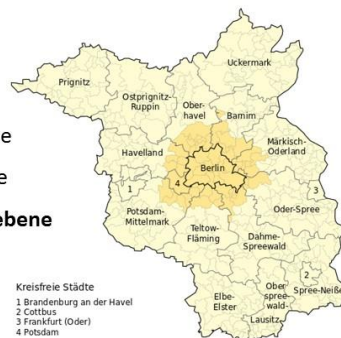 Uckermark
Prignitz
Ostprignitz-
Ruppin
Ober-
havel
Barnim
e
Havelland
Berlin
Märkisch-
Oderland
e
1
4
3
ebene
Potsdam-
Mittelmark
Oder-Spree
Teltow-
Fläming
Dahme-
Spreewald
2
Kreisfreie Städte
1 Brandenburg an der Havel
2 Cottbus
3 Frankfurt (Oder)
4 Potsdam
Elbe-
Elster
Ober
spree-
wald-
Lausitz
Spree-Neiße